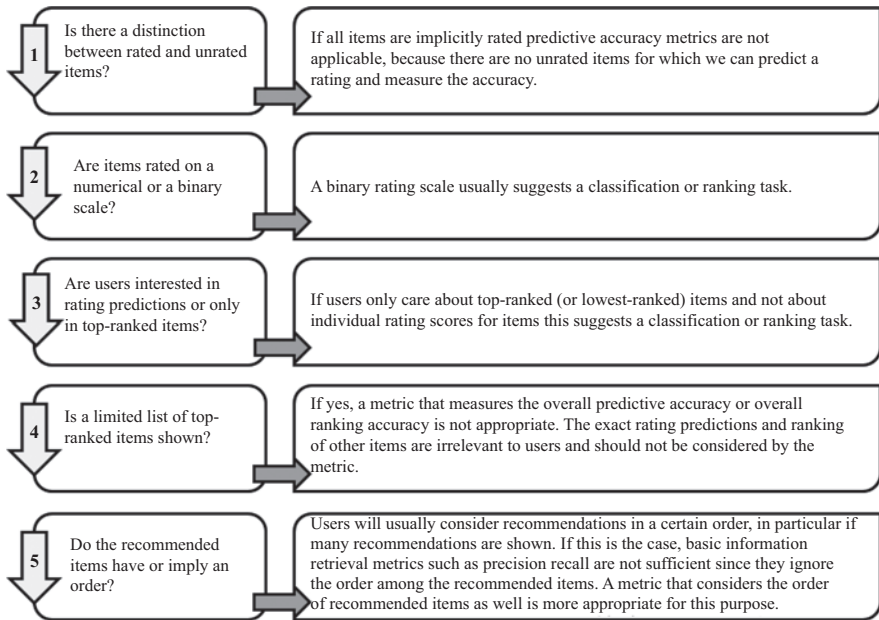 1
Is there a distinction
between rated and unrated
items?
If all items are implicitly rated predictive accuracy metrics are not
applicable, because there are no unrated items for which we can predict a
rating and measure the accuracy.
2
Are items rated on a
numerical or a binary
scale?
A binary rating scale usually suggests a classification or ranking task.
3
Are users interested in
rating predictions or only
in top-ranked items?
If users only care about top-ranked (or lowest-ranked) items and not about
individual rating scores for items this suggests a classification or ranking task.
4
Is a limited list of top-
ranked items shown?
If yes, a metric that measures the overall predictive accuracy or overall
ranking accuracy is not appropriate. The exact rating predictions and ranking
of other items are irrelevant to users and should not be considered by the
metric.
5
Do the recommended
items have or imply an
order?
Users will usually consider recommendations in a certain order, in particular if
many recommendations are shown. If this is the case, basic information
retrieval metrics such as precision recall are not sufficient since they ignore
the order among the recommended items. A metric that considers the order
of recommended items as well is more appropriate for this purpose.